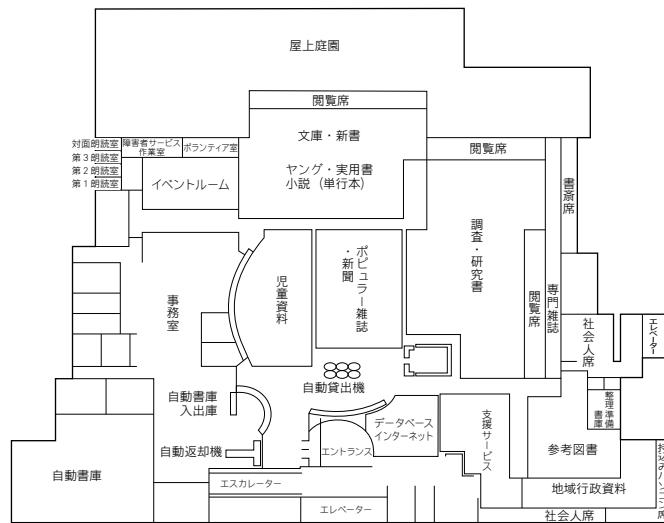 屋上庭園
閲覧席
文庫・新書
ヤング・実用書
小説（単行本）
対面朗読室
障害者サービス
作業室
ボランティア室
第３朗読室
第２朗読室
第１朗読室
イベントルーム
閲覧席
書斎席
調査・研究書
ポピュラー雑誌
・新聞
児童資料
事務室
閲覧席
専門雑誌
社会人席
エレベーター
自動貸出機
自動書庫
入出庫
整理準備
書庫
データベース
インターネット
支援サービス
エントランス
自動返却機
参考図書
自動書庫
エスカレーター
地域行政資料
持込みパソコン席
エレベーター
社会人席